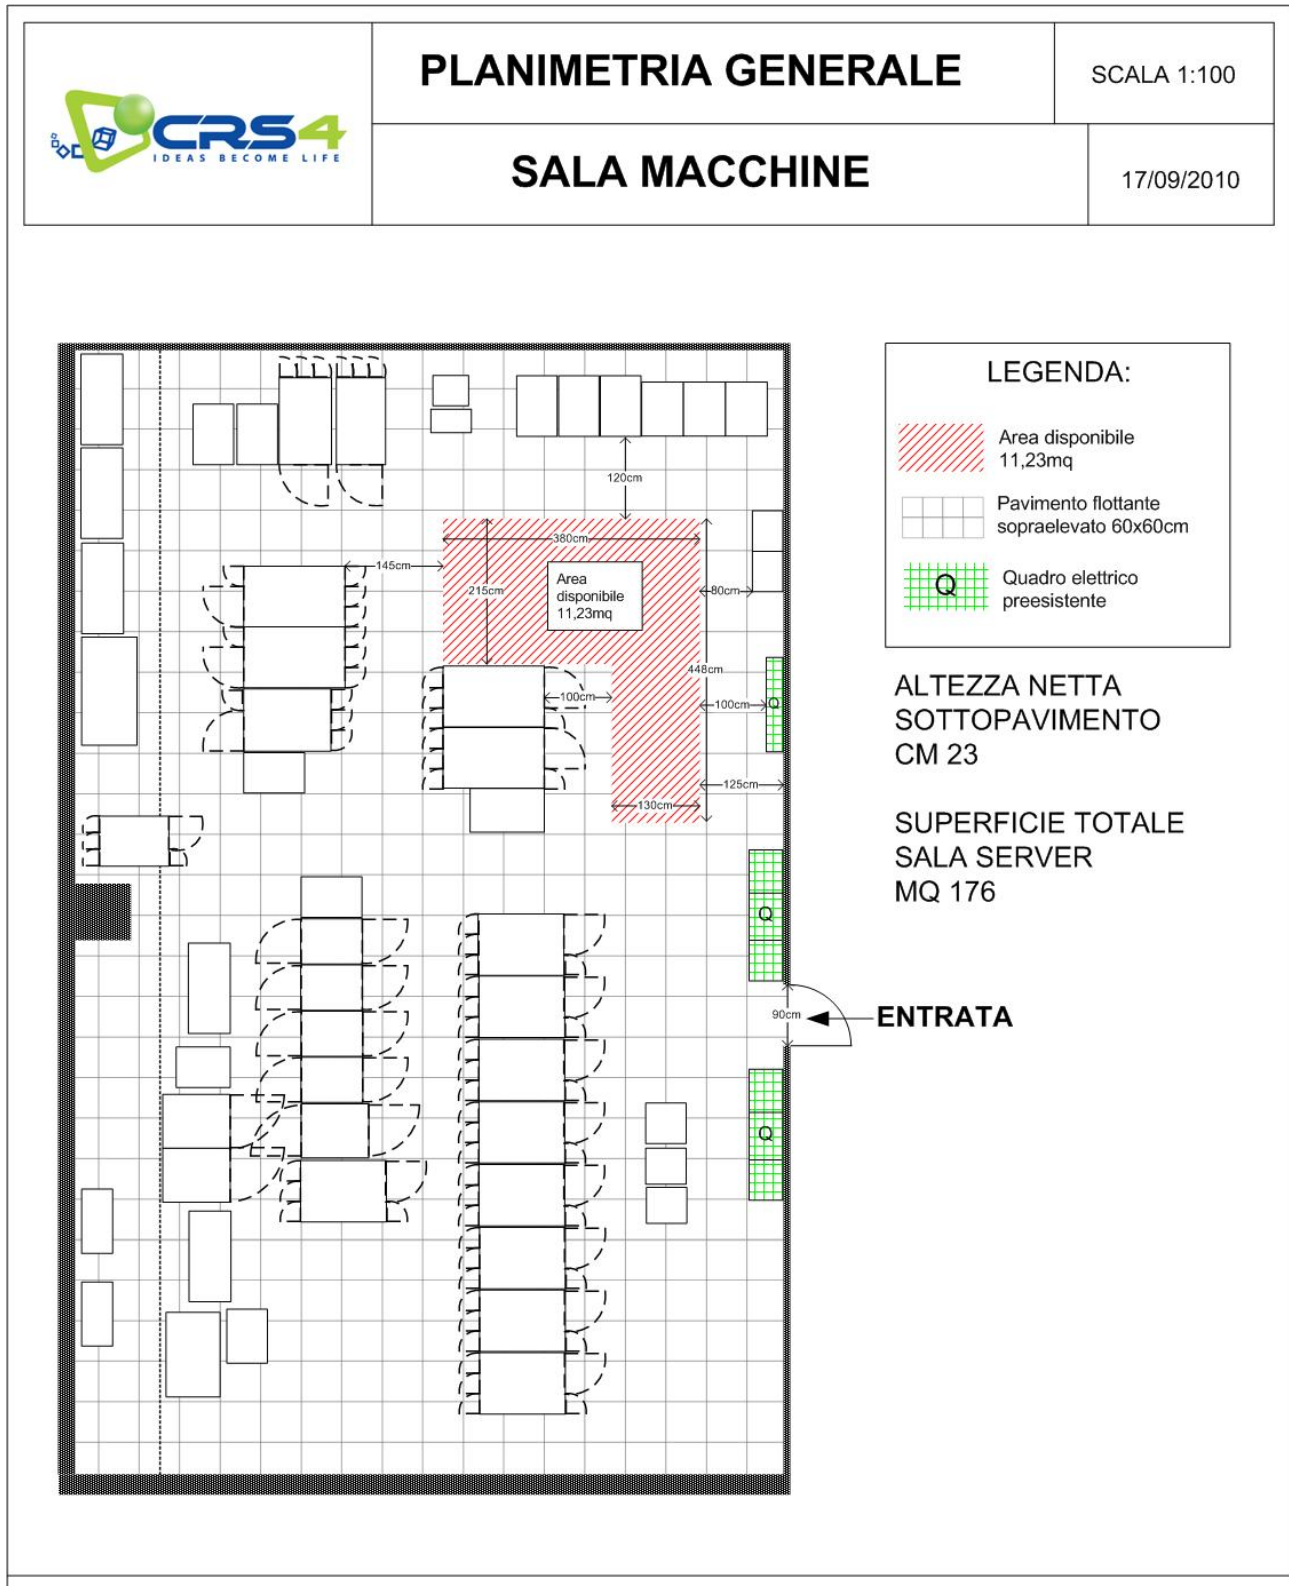 PLANIMETRIA GENERALE
SCALA 1:100
CRS4
IDEAS BECOME LIFE
SALA MACCHINE
17/09/2010
LEGENDA:
Area disponibile
11,23mq
Pavimento flottante
sopraelevato 60x60cm
Q
Quadro elettrico
preesistente
120cm
380cm
145cm
215cm
Area
disponibile
11,23mq
80cm
448cm
100cm
100cm
Q
125cm
130cm
ALTEZZA NETTA
SOTTOPAVIMENTO
CM 23
SUPERFICIE TOTALE
SALA SERVER
MQ 176
Q
90cm
ENTRATA
Q